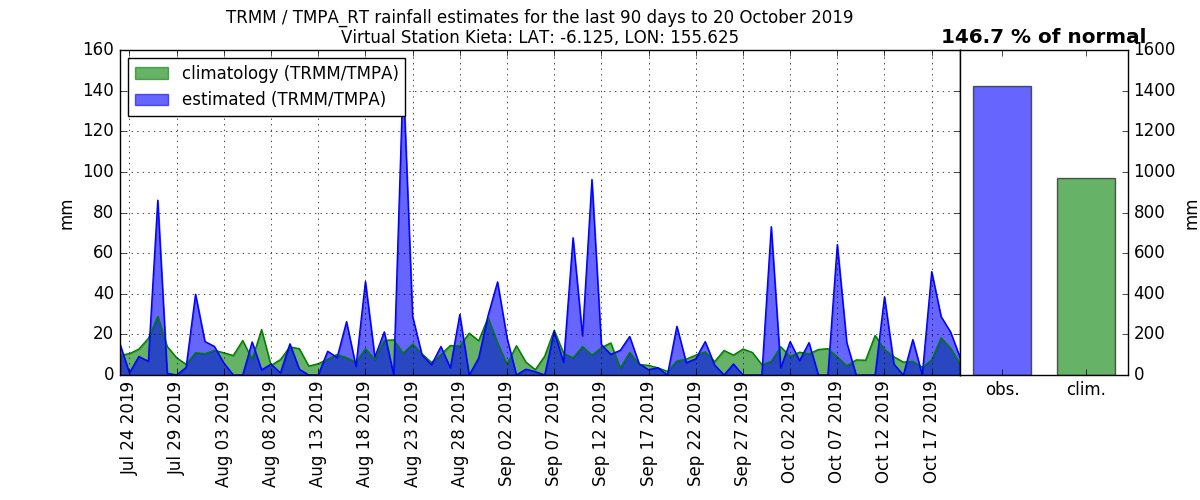 TRMM / TMPA_RT rainfall estimates for the last 90 days to 20 October 2019
Virtual Station Kieta: LAT: -6.125, LON: 155.625
146.7 % of normal
climatology (TRMM/TMPA)
estimated (TRMM/TMPA)
160
140
120
100
80
60
40
20
0
mm
Jul 24 2019
Jul 29 2019
Aug 03 2019
Aug 08 2019
Aug 13 2019
Aug 18 2019
Aug 23 2019
Aug 28 2019
Sep 02 2019
Sep 07 2019
Sep 12 2019
Sep 17 2019
Sep 22 2019
Sep 27 2019
Oct 02 2019
Oct 07 2019
Oct 12 2019
Oct 17 2019
obs.
clim.
1600
1400
1200
1000
800
600
400
200
0
mm